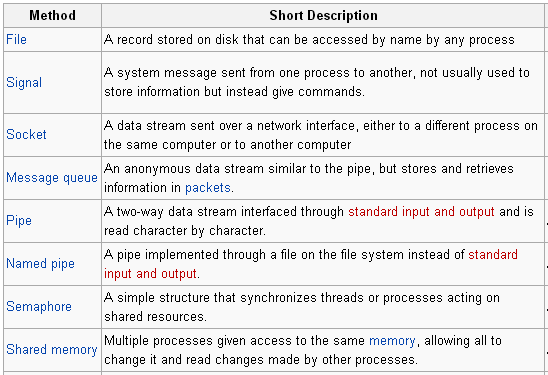 Method Short Description
File A record stored on disk that can be accessed by name by any process
Signal A system message sent from one process to another, not usually used to
store information but instead give commands.
Socket A data stream sent over a network interface, either to a different process on
the same computer or to another computer
Message queue An anonymous data stream similar to the pipe, but stores and retrieves
information in packets.
Pipe A two-way data stream interfaced through standard input and output and is
read character by character.
Named pipe A pipe implemented through a file on the file system instead of standard
input and output.
Semaphore A simple structure that synchronizes threads or processes acting on
shared resources.
Shared memory Multiple processes given access to the same memory, allowing all to
change it and read changes made by other processes.